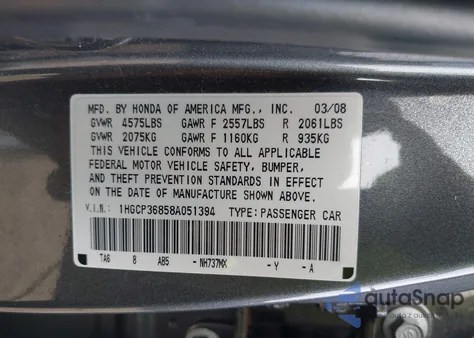 MFD. BY HONDA OF AMERICA MFG., INC. 03/08
GVWR 4575LBS GAWR F 2557LBS R 2061LBS
GVWR 2075KG GAWR F 1160KG R 935KG
THIS VEHICLE CONFORMS TO ALL APPLICABLE
FEDERAL MOTOR VEHICLE SAFETY, BUMPER,
AND THEFT PREVENTION STANDARDS IN EFFECT
ON THE DATE OF MANUFACTURE SHOWN ABOVE.
V.I.N.: 1HGCP36858A051394 TYPE: PASSENGER CAR
TA6 8 AB5 -NH737MX -Y -A
autoSnap